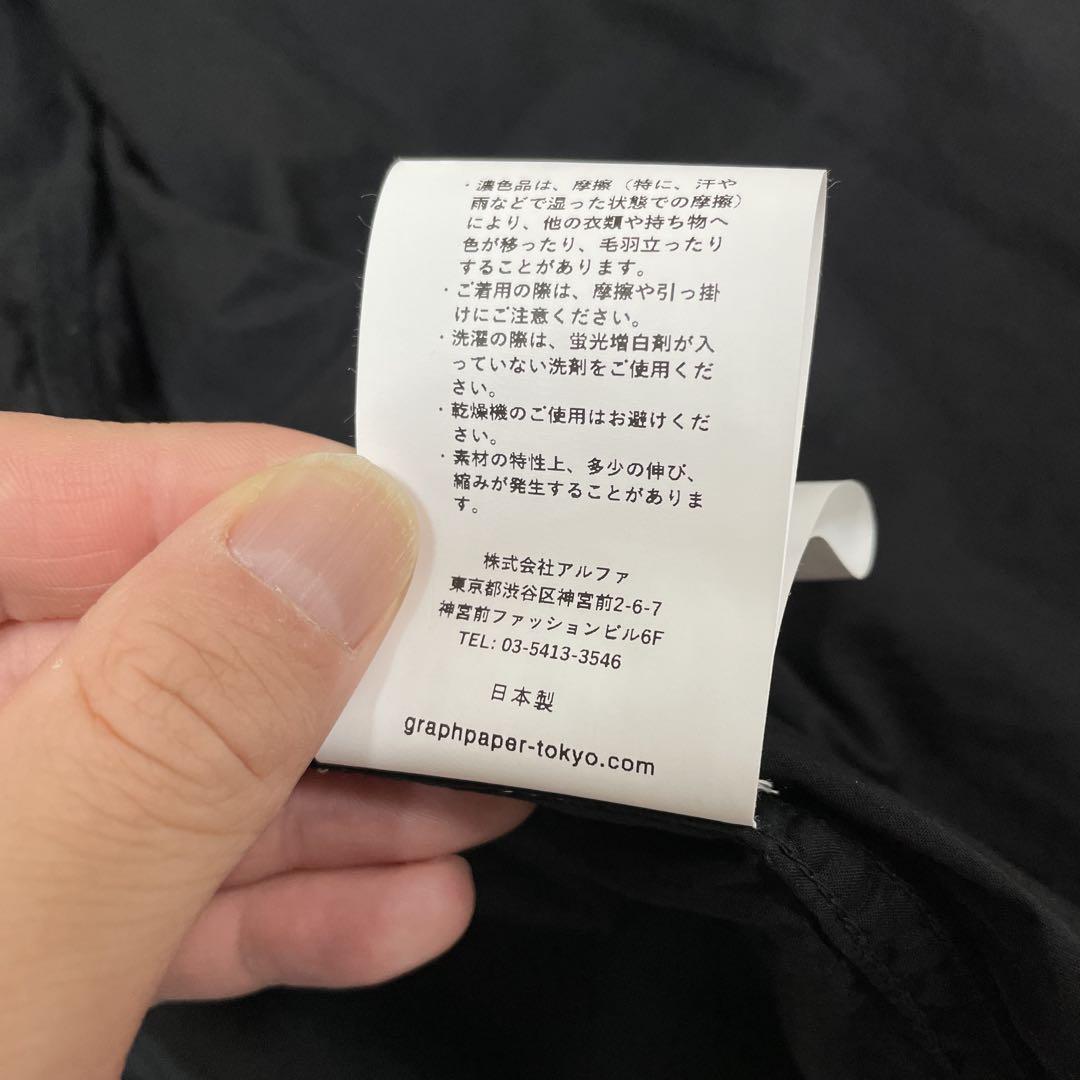 ・濃色品は、摩擦（特に、汗や
雨などで湿った状態での摩擦）
により、他の衣類や持ち物へ
色が移ったり、毛羽立ったり
することがあります。
・ご着用の際は、摩擦や引っ掛
けにご注意ください。
・洗濯の際は、蛍光増白剤が入
っていない洗剤をご使用くだ
さい。
・乾燥機のご使用はお避けくだ
さい。
・素材の特性上、多少の伸び、
縮みが発生することがありま
す。
株式会社アルファ
東京都渋谷区神宮前2-6-7
神宮前ファッションビル6F
TEL: 03-5413-3546
日本製
graphpaper-tokyo.com